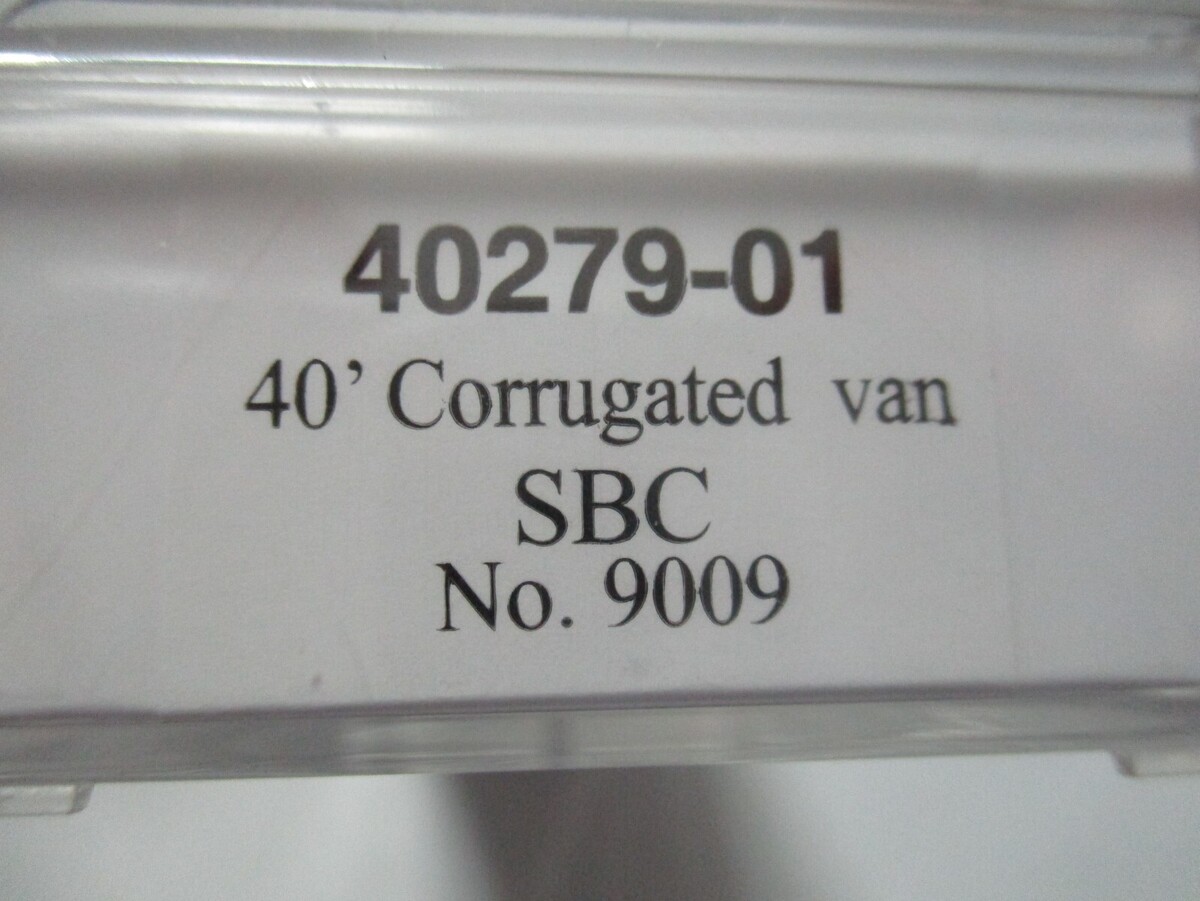 40279-01
40’ Corrugated van
SBC
No. 9009